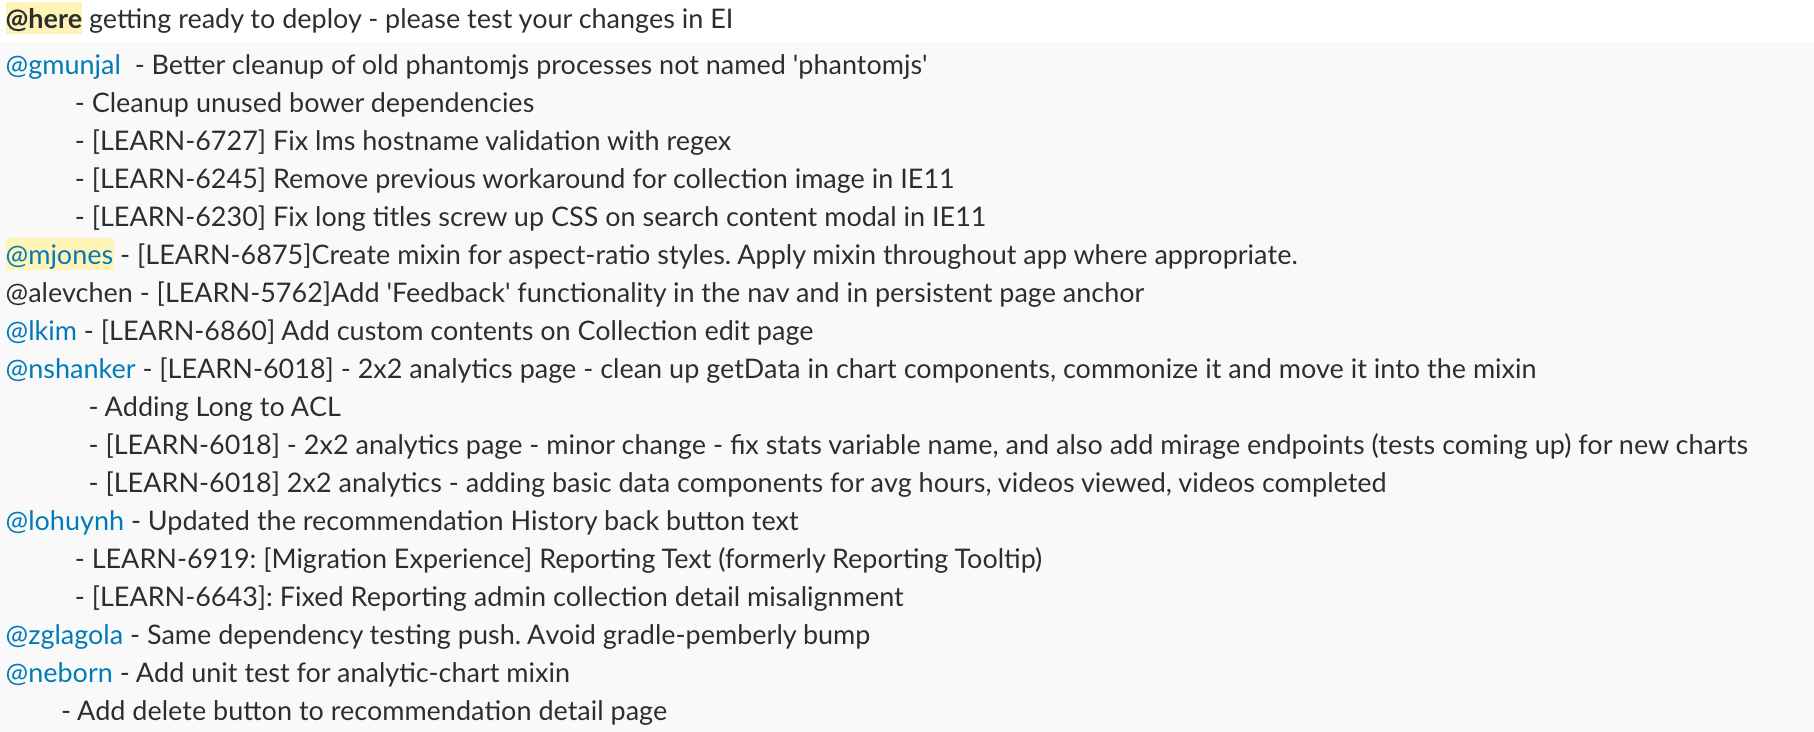 @here getting ready to deploy - please test your changes in EI
@gmunjal - Better cleanup of old phantomjs processes not named 'phantomjs'
- Cleanup unused bower dependencies
- [LEARN-6727] Fix lms hostname validation with regex
- [LEARN-6245] Remove previous workaround for collection image in IE11
- [LEARN-6230] Fix long titles screw up CSS on search content modal in IE11
@mjones - [LEARN-6875]Create mixin for aspect-ratio styles. Apply mixin throughout app where appropriate.
@alevchen - [LEARN-5762]Add 'Feedback' functionality in the nav and in persistent page anchor
@lkim - [LEARN-6860] Add custom contents on Collection edit page
@nshanker - [LEARN-6018] - 2x2 analytics page - clean up getData in chart components, commonize it and move it into the mixin
- Adding Long to ACL
- [LEARN-6018] - 2x2 analytics page - minor change - fix stats variable name, and also add mirage endpoints (tests coming up) for new charts
- [LEARN-6018] 2x2 analytics - adding basic data components for avg hours, videos viewed, videos completed
@lohuynh - Updated the recommendation History back button text
- LEARN-6919: [Migration Experience] Reporting Text (formerly Reporting Tooltip)
- [LEARN-6643]: Fixed Reporting admin collection detail misalignment
@zglagola - Same dependency testing push. Avoid gradle-pemberly bump
@neborn - Add unit test for analytic-chart mixin
- Add delete button to recommendation detail page